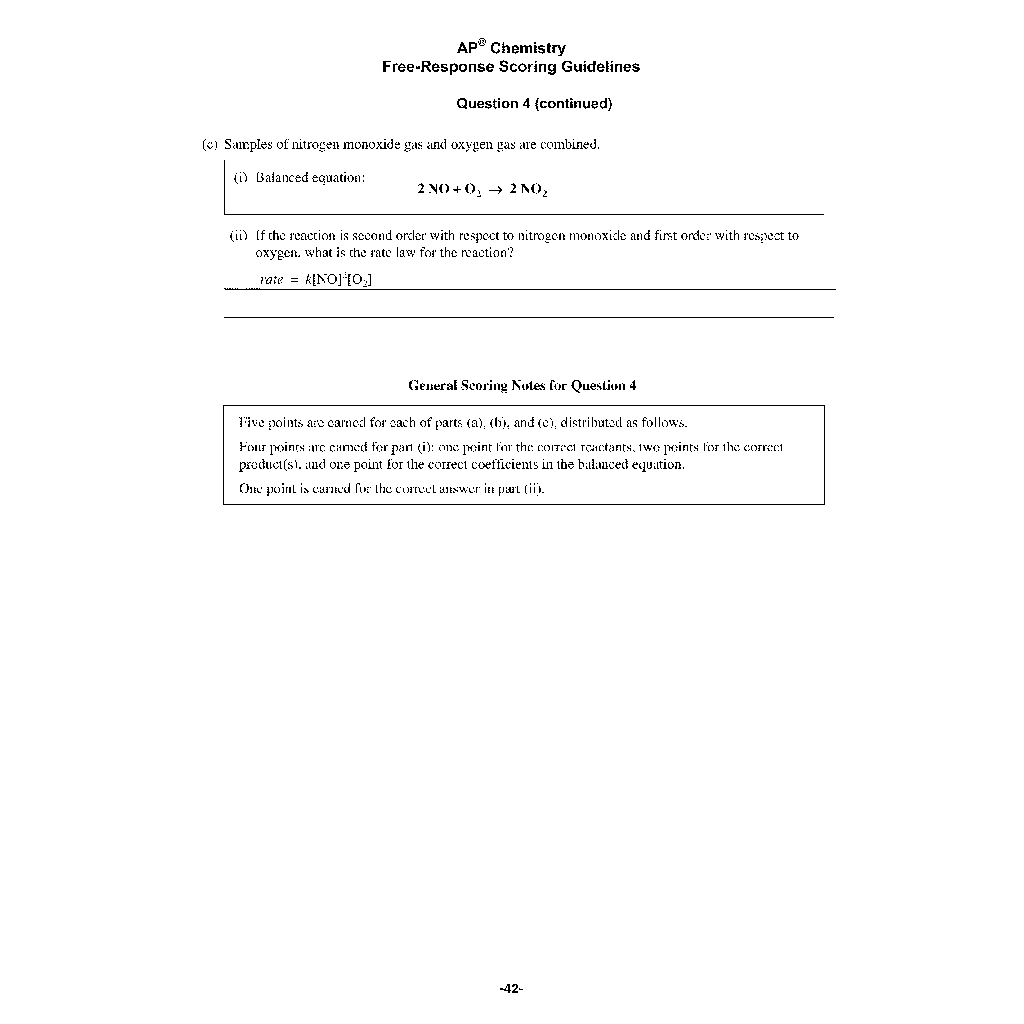 AP® Chemistry
Free-Response Scoring Guidelines
Question 4 (continued)
(c) Samples of nitrogen monoxide gas and oxygen gas are combined.
(i) Balanced equation:
2 NO + O₂ → 2 NO₂
(ii) If the reaction is second order with respect to nitrogen monoxide and first order with respect to
oxygen, what is the rate law for the reaction?
rate = k[NO]²[O₂]
General Scoring Notes for Question 4
Five points are earned for each of parts (a), (b), and (c), distributed as follows.
Four points are earned for part (i): one point for the correct reactants, two points for the correct
product(s), and one point for the correct coefficients in the balanced equation.
One point is earned for the correct answer in part (ii).
-42-